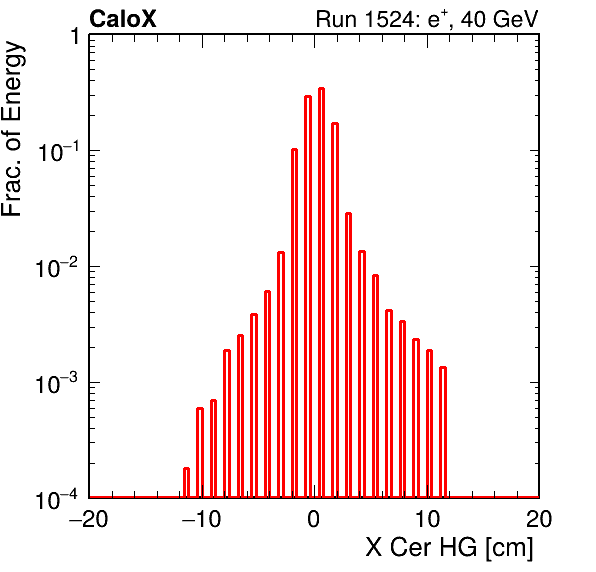 CaloX Run 1524: e⁺, 40 GeV
Frac. of Energy
1
10⁻¹
10⁻²
10⁻³
10⁻⁴
−20 −10 0 10 20
X Cer HG [cm]